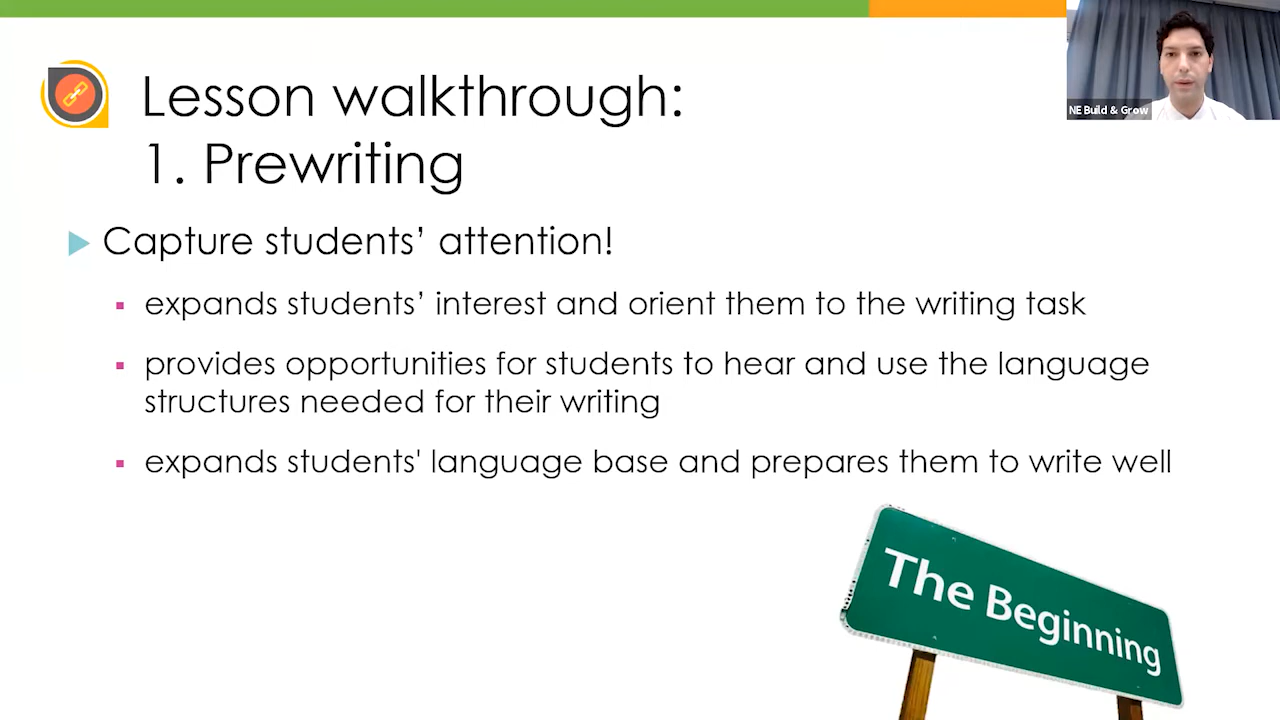 Lesson walkthrough:
1. Prewriting
NE Build & Grow
Capture students’ attention!
expands students’ interest and orient them to the writing task
provides opportunities for students to hear and use the language
structures needed for their writing
expands students' language base and prepares them to write well
The Beginning